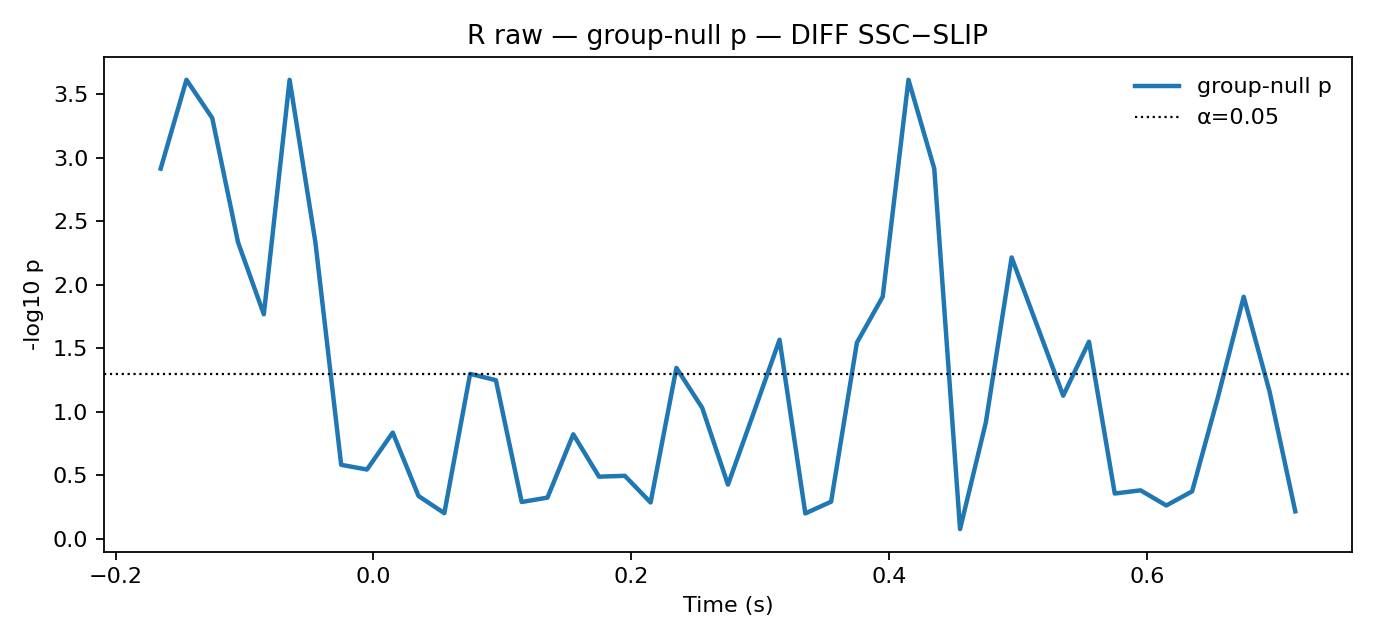 R raw — group-null p — DIFF SSC−SLIP
group-null p
α=0.05
-log10 p
3.5
3.0
2.5
2.0
1.5
1.0
0.5
0.0
−0.2
0.0
0.2
0.4
0.6
Time (s)